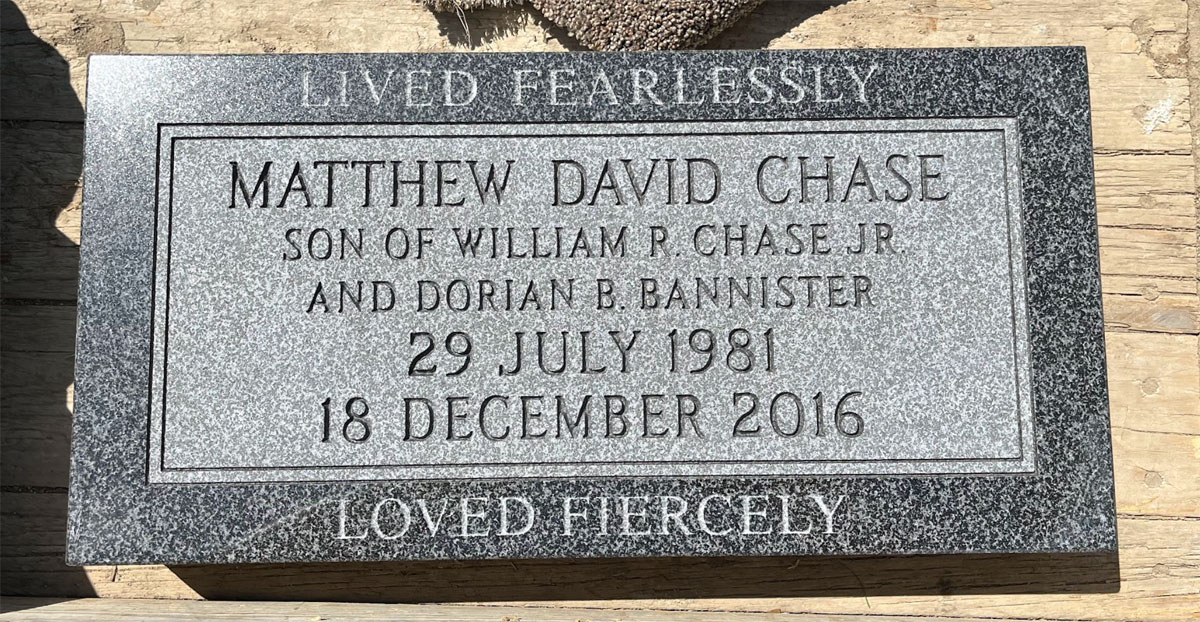 LIVED FEARLESSLY
MATTHEW DAVID CHASE
SON OF WILLIAM R. CHASE JR.
AND DORIAN B. BANNISTER
29 JULY 1981
18 DECEMBER 2016
LOVED FIERCELY